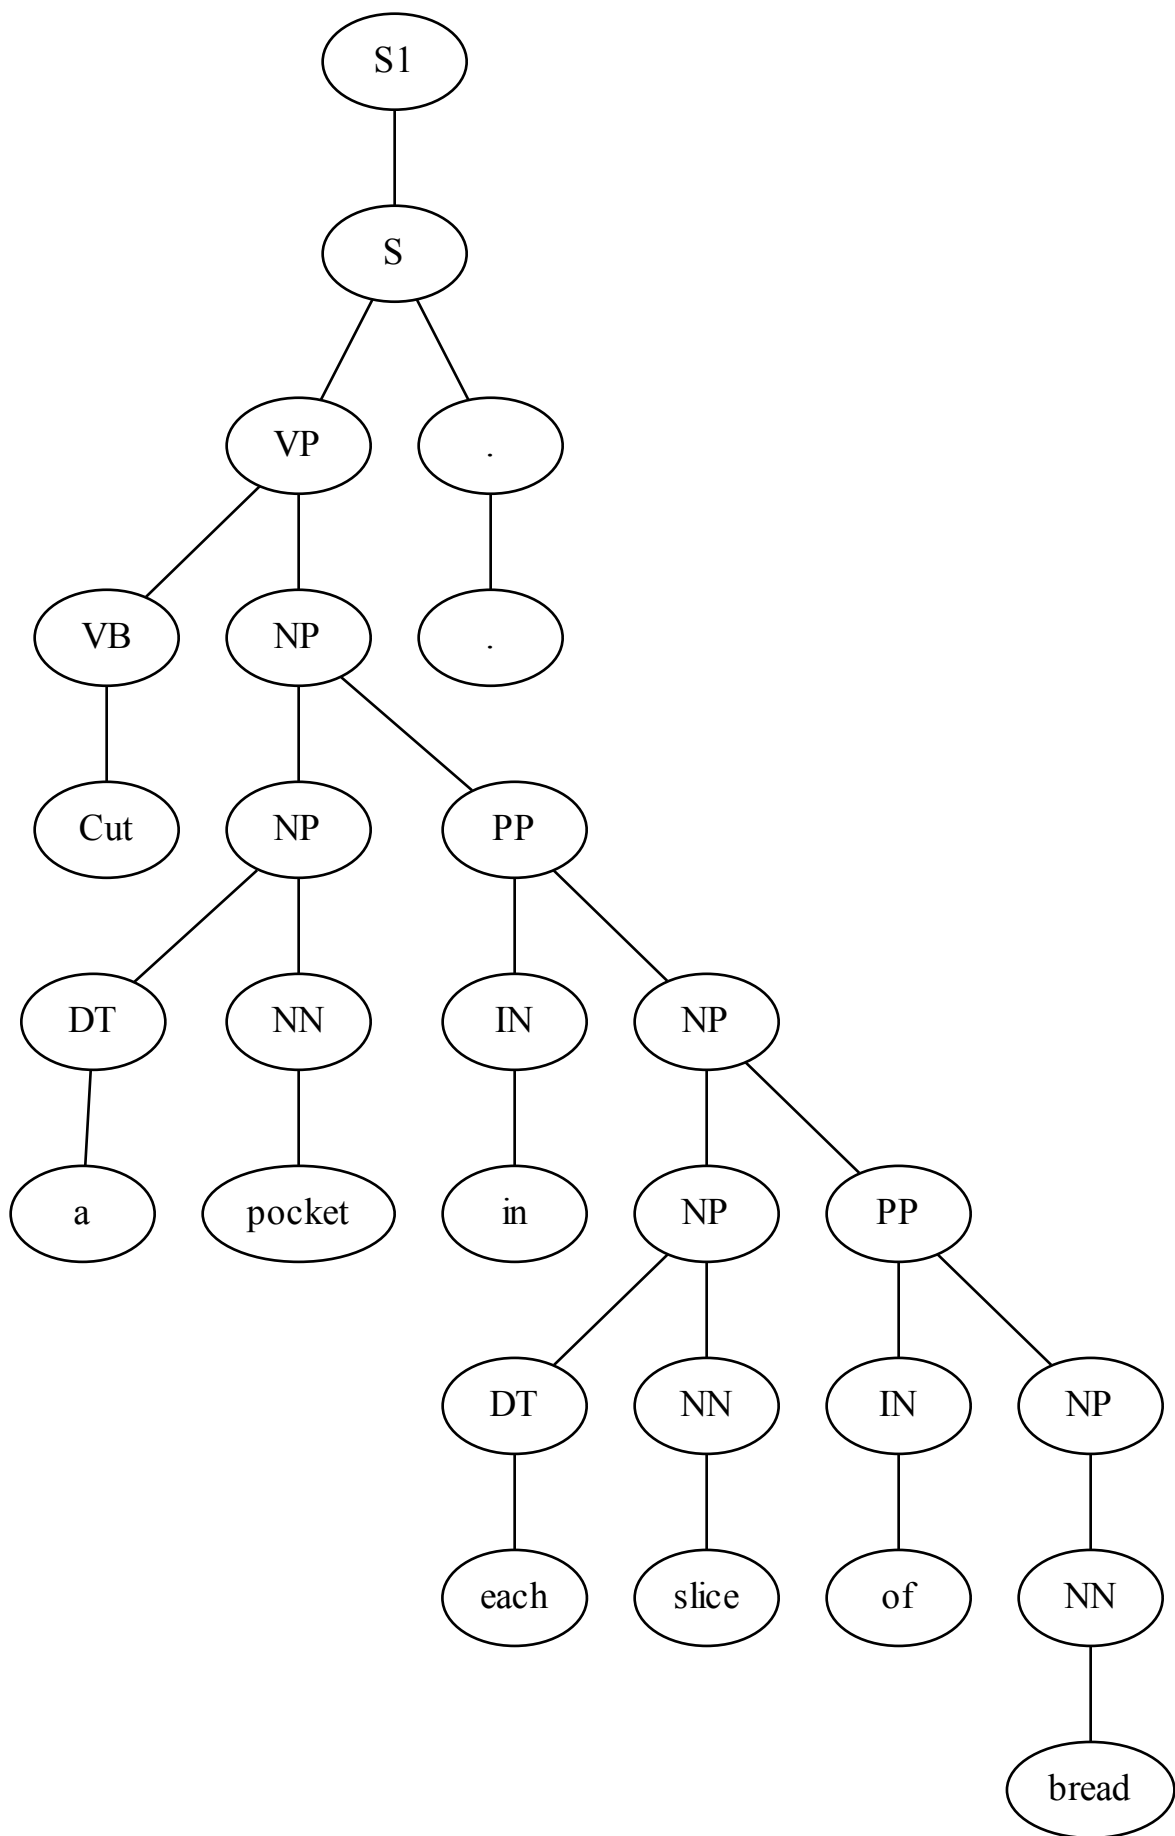 S1
S
VP .
VB NP .
Cut NP PP
DT NN IN NP
a pocket in NP PP
DT NN IN NP
each slice of NN
bread